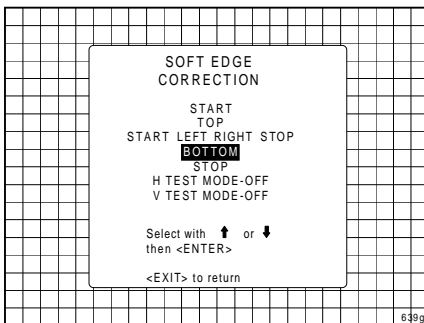 SOFT EDGE
CORRECTION
START
TOP
START LEFT RIGHT STOP
BOTTOM
STOP
H TEST MODE-OFF
V TEST MODE-OFF
Select with ⬆ or ⬇
then <ENTER>
<EXIT> to return
639g